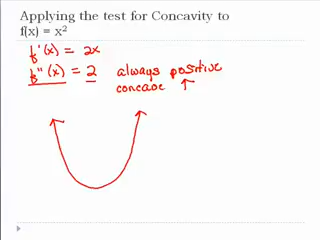 Applying the test for Concavity to
f(x) = x²
f'(x) = 2x
f"(x) = 2 always positive
concave ↑